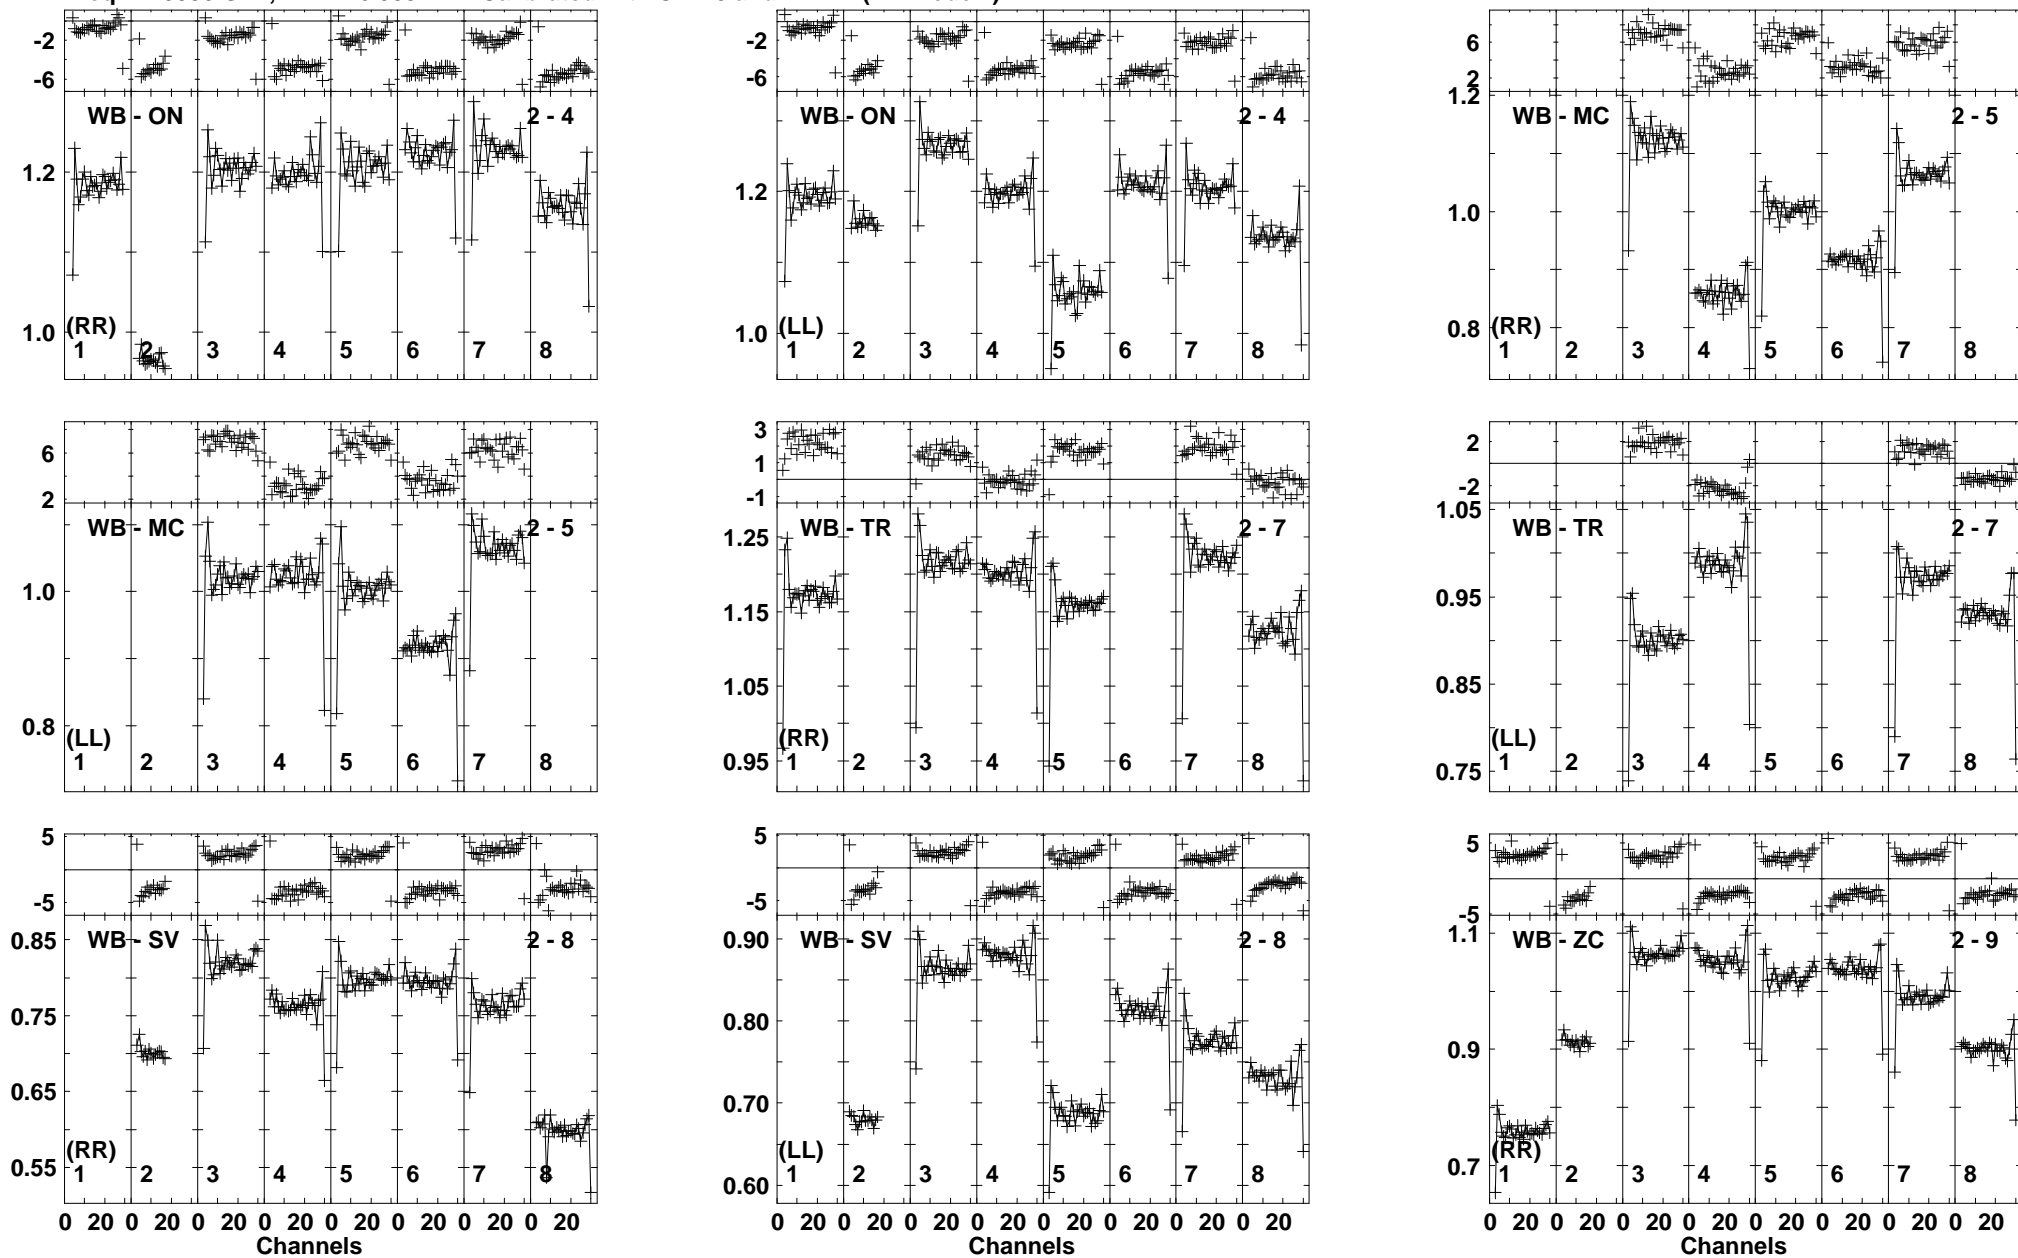 -2
-6
WB - ON 2 - 4
1.2
1.0
(RR)
1 2 3 4 5 6 7 8
-2
-6
WB - ON 2 - 4
1.2
1.0
(LL)
1 2 3 4 5 6 7 8
6
2
1.2
WB - MC 2 - 5
1.0
0.8
(RR)
1 2 3 4 5 6 7 8
6
2
WB - MC 2 - 5
1.0
0.8
(LL)
1 2 3 4 5 6 7 8
3
1
-1
WB - TR 2 - 7
1.25
1.15
1.05
0.95
(RR)
1 2 3 4 5 6 7 8
2
-2
1.05
WB - TR 2 - 7
0.95
0.85
0.75
(LL)
1 2 3 4 5 6 7 8
5
-5
WB - SV 2 - 8
0.85
0.75
0.65
0.55
(RR)
1 2 3 4 5 6 7 8
0 20 0 20 0 20 0 20 0 20 0 20 0 20 0 20
Channels
5
-5
WB - SV 2 - 8
0.90
0.80
0.70
0.60
(LL)
1 2 3 4 5 6 7 8
0 20 0 20 0 20 0 20 0 20 0 20 0 20 0 20
Channels
5
-5
WB - ZC 2 - 9
1.1
0.9
0.7
(RR)
1 2 3 4 5 6 7 8
0 20 0 20 0 20 0 20 0 20 0 20 0 20 0 20
Channels